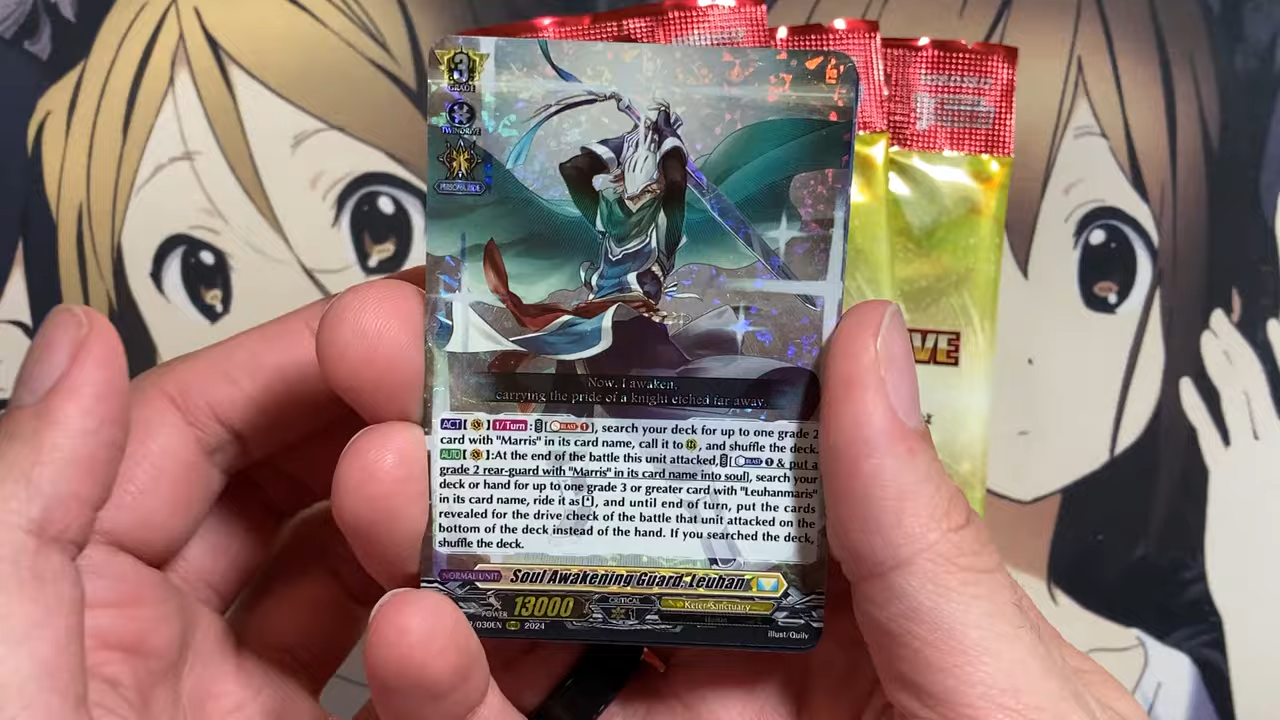 3
GRADE
TWINDRIVE
PERSONA RIDE
VE
Now, I awaken,
carrying the pride of a knight etched far away.
ACT【 】1/Turn:[ BLAST 1], search your deck for up to one grade 2
card with "Marris" in its card name, call it to , and shuffle the deck.
AUTO【 】:At the end of the battle this unit attacked, [ BLAST 1 & put a
grade 2 rear-guard with "Marris" in its card name into soul], search your
deck or hand for up to one grade 3 or greater card with "Leuhanmaris"
in its card name, ride it as [ ], and until end of turn, put the cards
revealed for the drive check of the battle that unit attacked on the
bottom of the deck instead of the hand. If you searched the deck,
shuffle the deck.
NORMAL UNIT
Soul Awakening Guard, Leuhan
POWER 13000 CRITICAL 1
Keter Sanctuary
Human
/030EN RRR 2024
illust/Quily